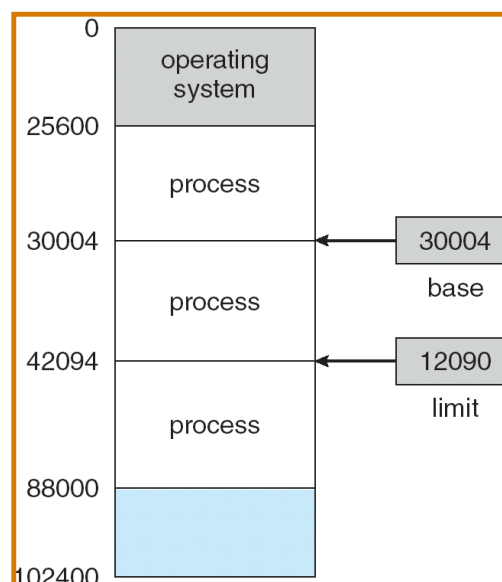 0
operating
system
25600
process
30004
30004
base
process
42094
12090
limit
process
88000
102400